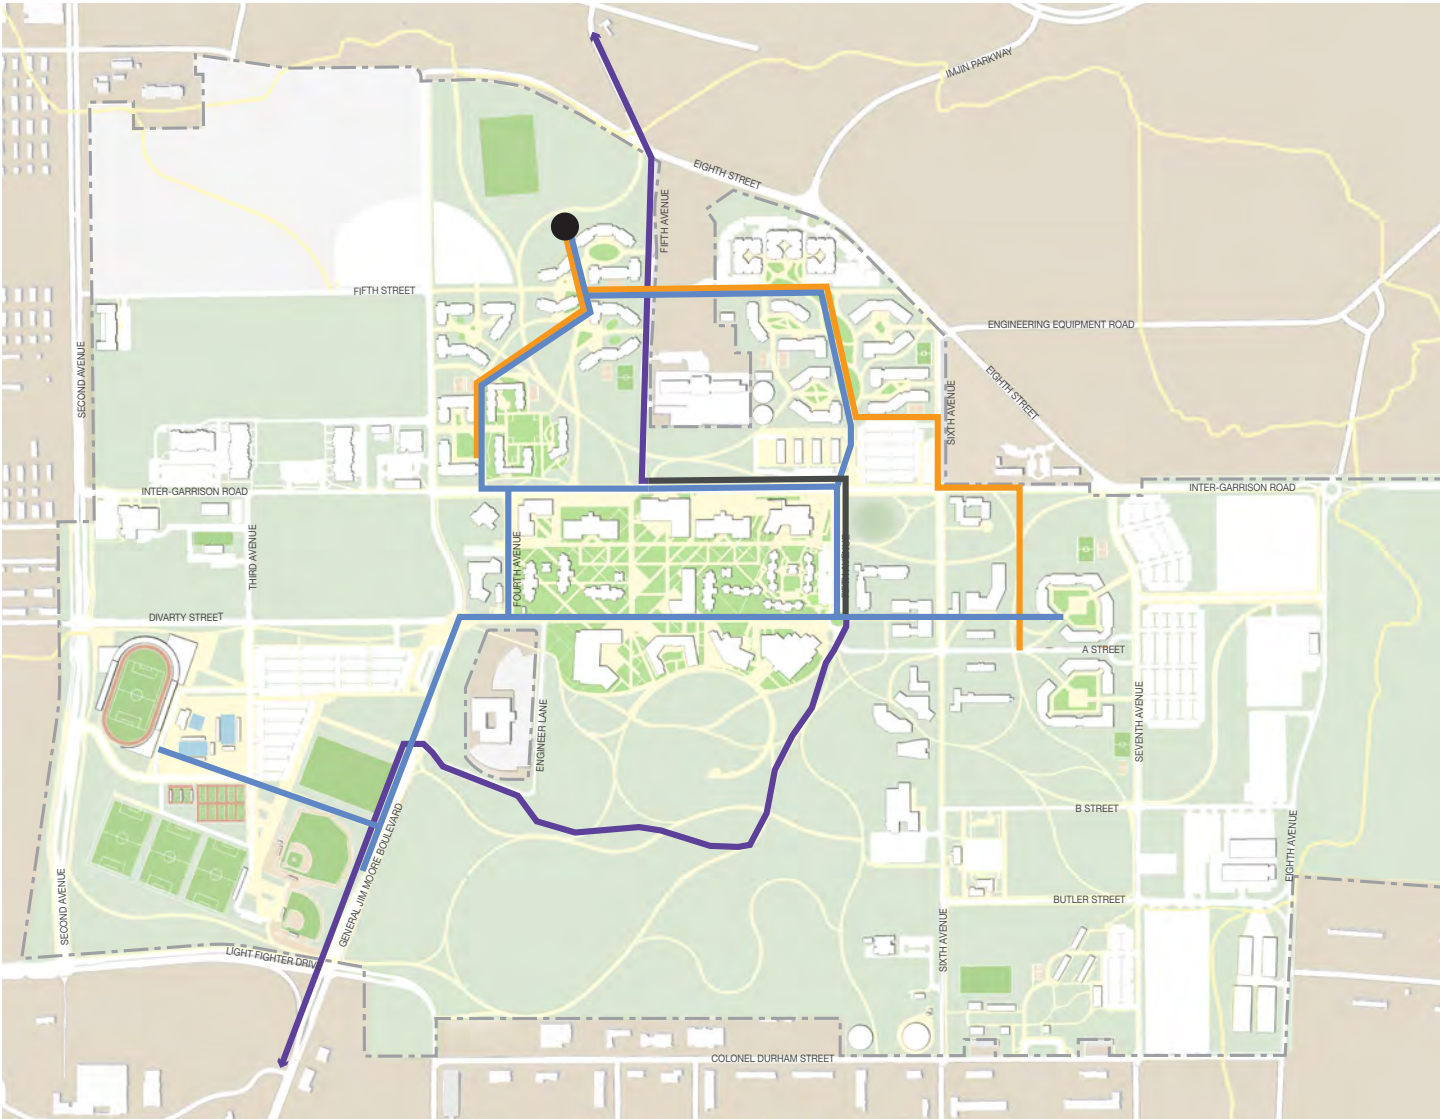 IMJIN PARKWAY
EIGHTH STREET
FIFTH AVENUE
FIFTH STREET
ENGINEERING EQUIPMENT ROAD
SECOND AVENUE
EIGHTH STREET
SIXTH AVENUE
INTER-GARRISON ROAD
INTER-GARRISON ROAD
THIRD AVENUE
FOURTH AVENUE
DIVARTY STREET
A STREET
ENGINEER LANE
SEVENTH AVENUE
B STREET
GENERAL JIM MOORE BOULEVARD
EIGHTH AVENUE
SECOND AVENUE
BUTLER STREET
SIXTH AVENUE
LIGHT FIGHTER DRIVE
COLONEL DURHAM STREET